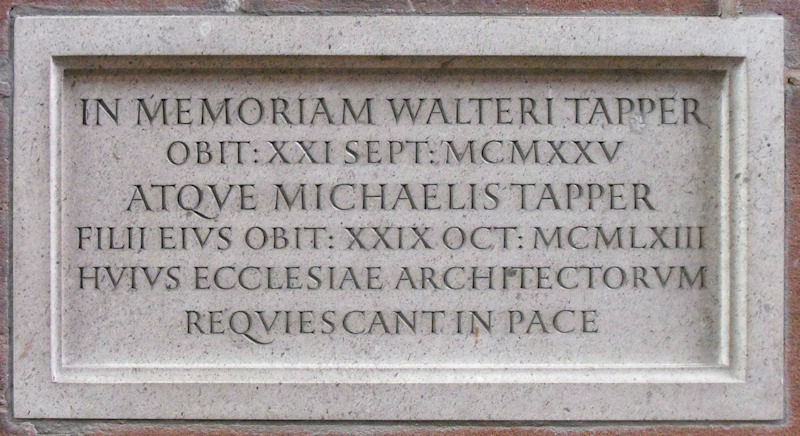 IN MEMORIAM WALTERI TAPPER
OBIT: XXI SEPT: MCMXXV
ATQVE MICHAELIS TAPPER
FILIJ EIVS OBIT: XXIX OCT: MCMLXIII
HVIVS ECCLESIAE ARCHITECTORVM
REQVIESCANT IN PACE